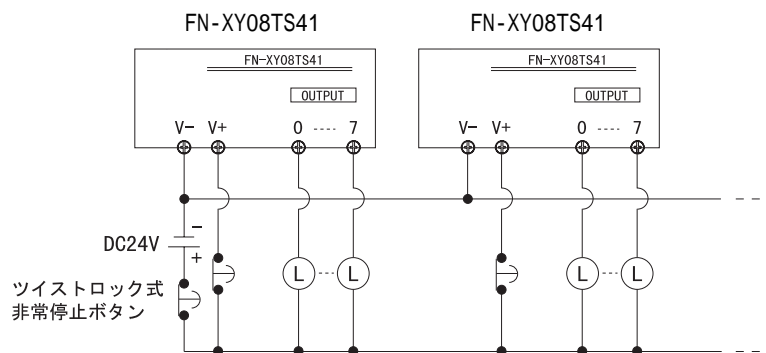 FN-XY08TS41 FN-XY08TS41
FN-XY08TS41 FN-XY08TS41
OUTPUT OUTPUT
V− V+ 0 ---- 7 V− V+ 0 ---- 7
−
DC24V
+
L L L L
ツイストロック式
非常停止ボタン